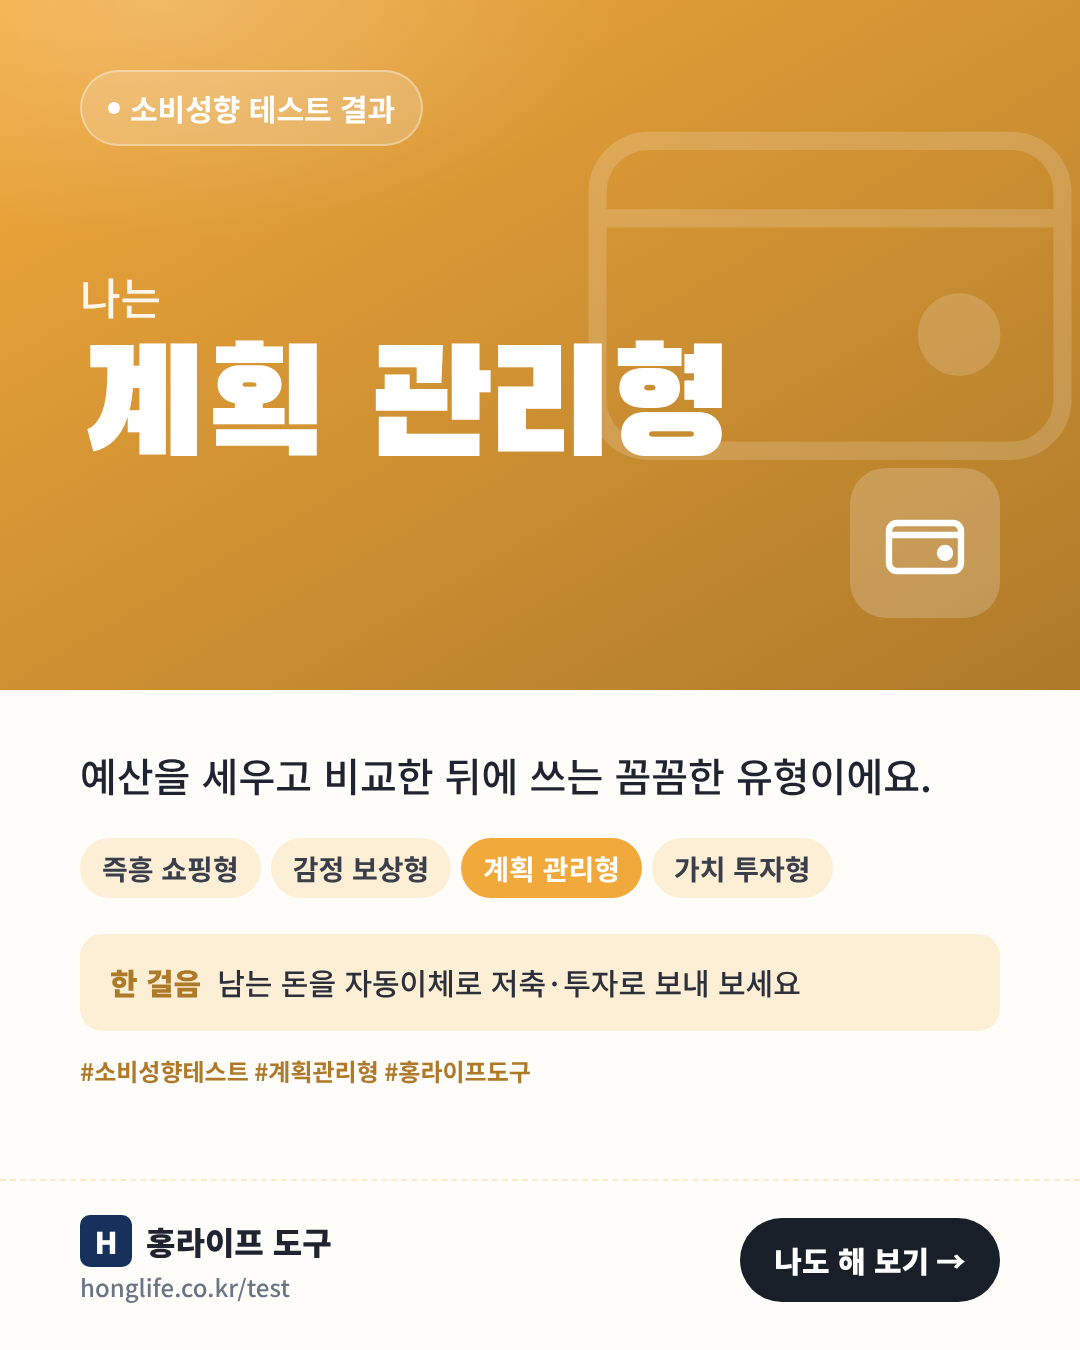 소비성향 테스트 결과
나는
계획 관리형
예산을 세우고 비교한 뒤에 쓰는 꼼꼼한 유형이에요.
즉흥 쇼핑형 감정 보상형 계획 관리형 가치 투자형
한 걸음 남는 돈을 자동이체로 저축·투자로 보내 보세요
#소비성향테스트 #계획관리형 #홍라이프도구
H 홍라이프 도구
honglife.co.kr/test
나도 해 보기 →